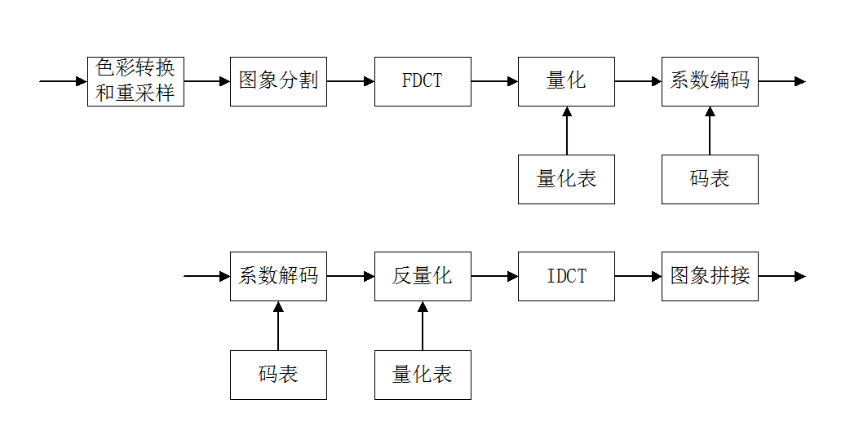 色彩转换
和重采样
图象分割
FDCT
量化
系数编码
量化表
码表
系数解码
反量化
IDCT
图象拼接
码表
量化表